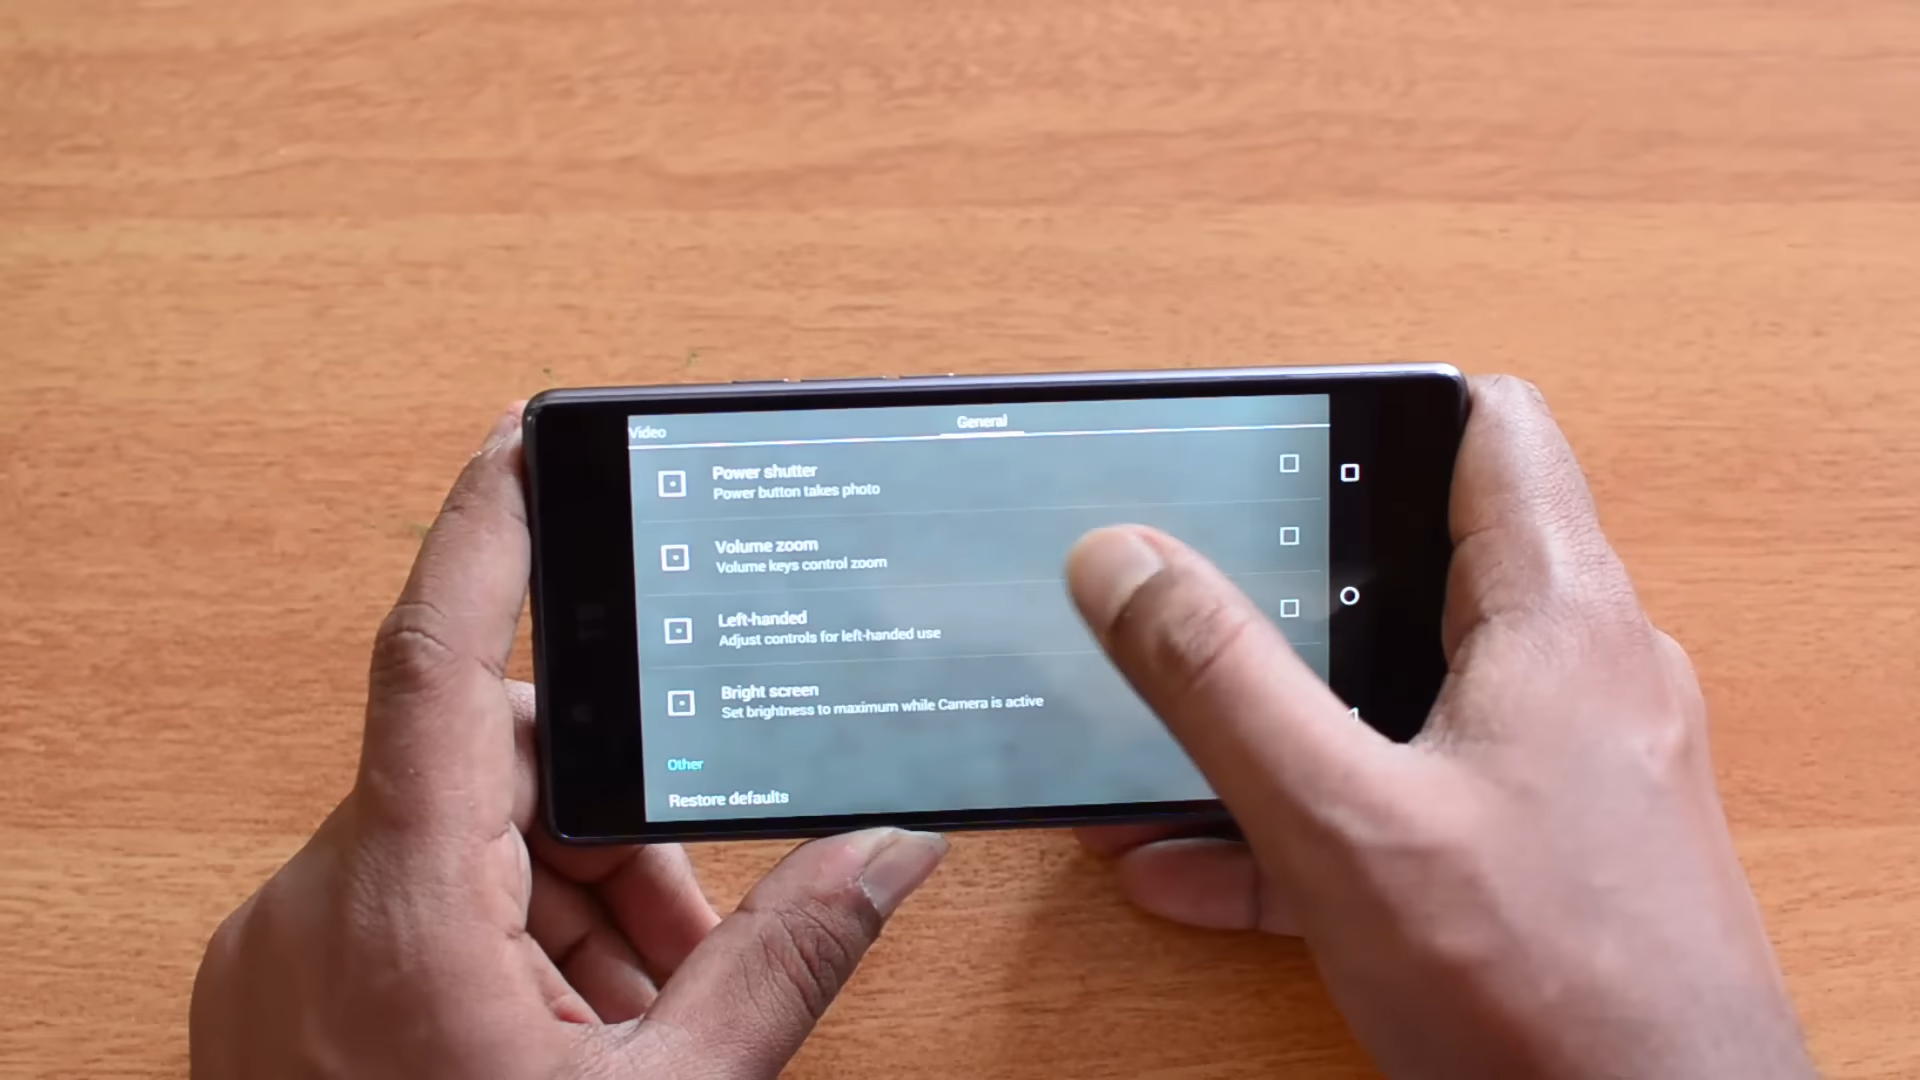 Video
General
Power shutter
Power button takes photo
Volume zoom
Volume keys control zoom
Left-handed
Adjust controls for left-handed use
Bright screen
Set brightness to maximum while Camera is active
Other
Restore defaults